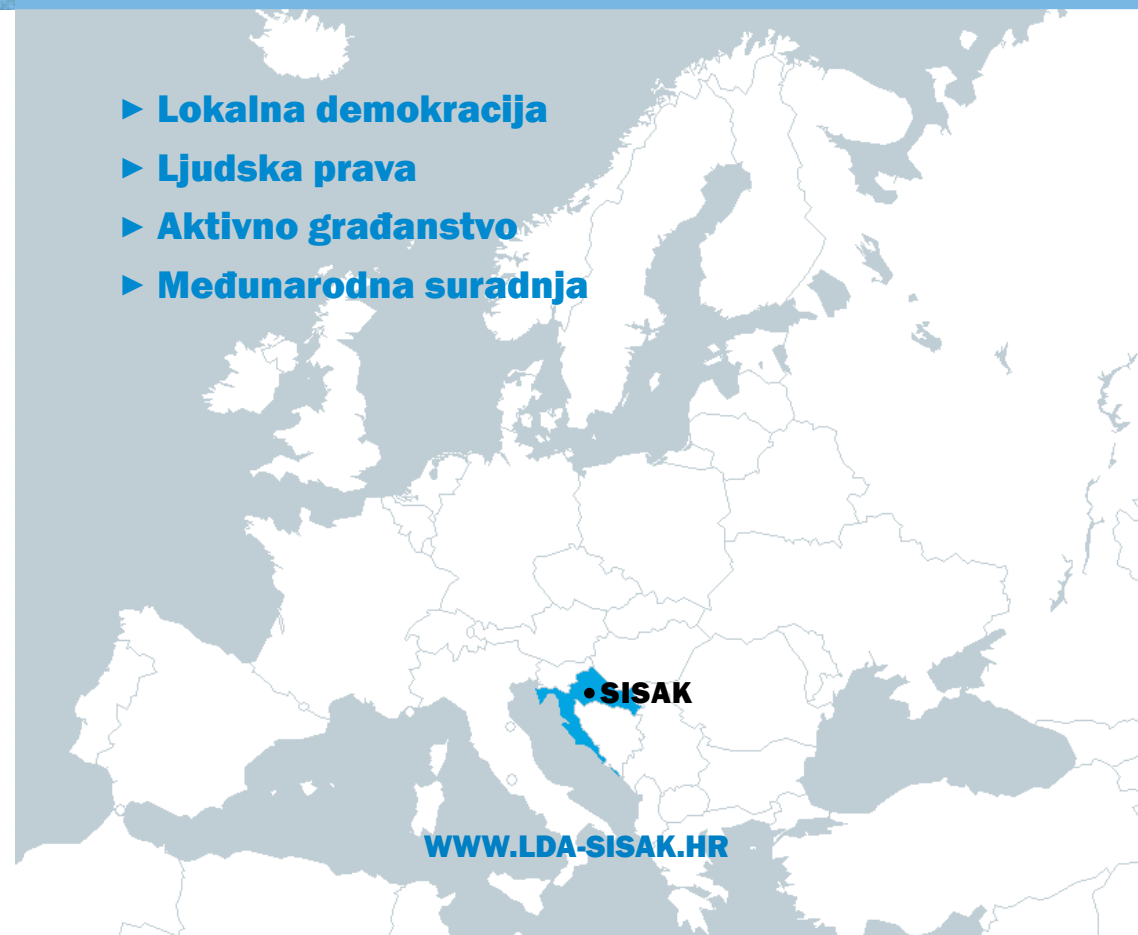 ► Lokalna demokracija
► Ljudska prava
► Aktivno građanstvo
► Međunarodna suradnja
SISAK
WWW.LDA-SISAK.HR